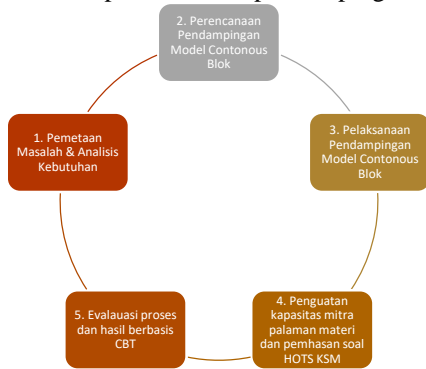 2. Perencanaan
Pendampingan
Model Contonous
Blok
1. Pemetaan
Masalah & Analisis
Kebutuhan
3. Pelaksanaan
Pendampingan
Model Contonous
Blok
5. Evalauasi proses
dan hasil berbasis
CBT
4. Penguatan
kapasitas mitra
palaman materi
dan pemhasan soal
HOTS KSM